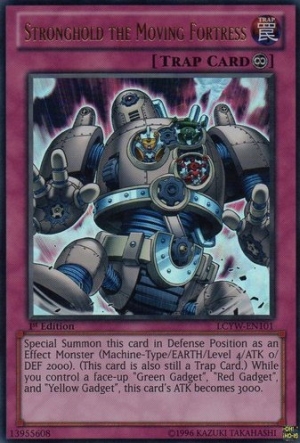 STRONGHOLD THE MOVING FORTRESS
TRAP
罠
[TRAP CARD∞]
1st Edition
LCYW-EN101
Special Summon this card in Defense Position as an
Effect Monster (Machine-Type/EARTH/Level 4/ATK 0/
DEF 2000). (This card is also still a Trap Card.) While
you control a face-up "Green Gadget", "Red Gadget",
and "Yellow Gadget", this card's ATK becomes 3000.
13955608
©1996 KAZUKI TAKAHASHI